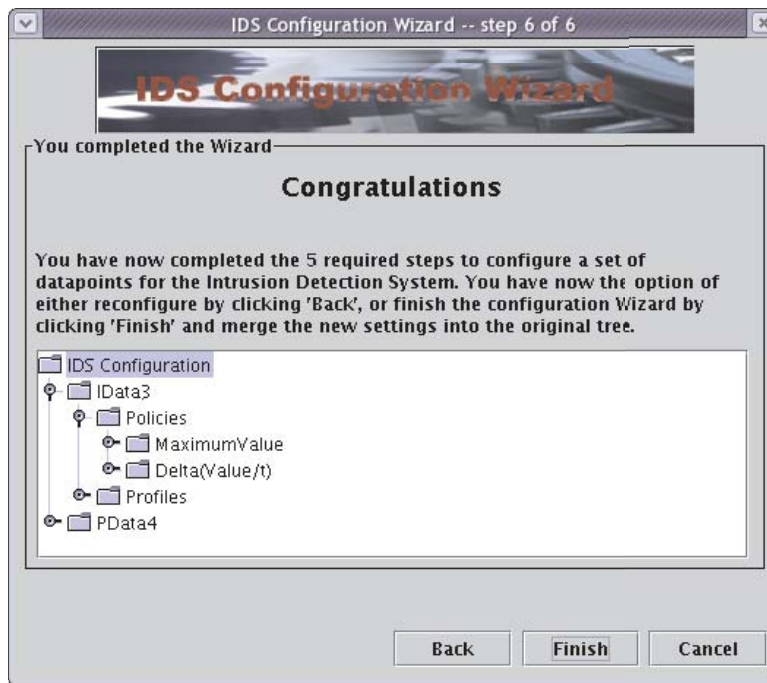 IDS Configuration Wizard -- step 6 of 6
IDS Configuration Wizard
You completed the Wizard
Congratulations
You have now completed the 5 required steps to configure a set of
datapoints for the Intrusion Detection System. You have now the option of
either reconfigure by clicking 'Back', or finish the configuration Wizard by
clicking 'Finish' and merge the new settings into the original tree.
IDS Configuration
IData3
Policies
MaximumValue
Delta(Value/t)
Profiles
PData4
Back
Finish
Cancel